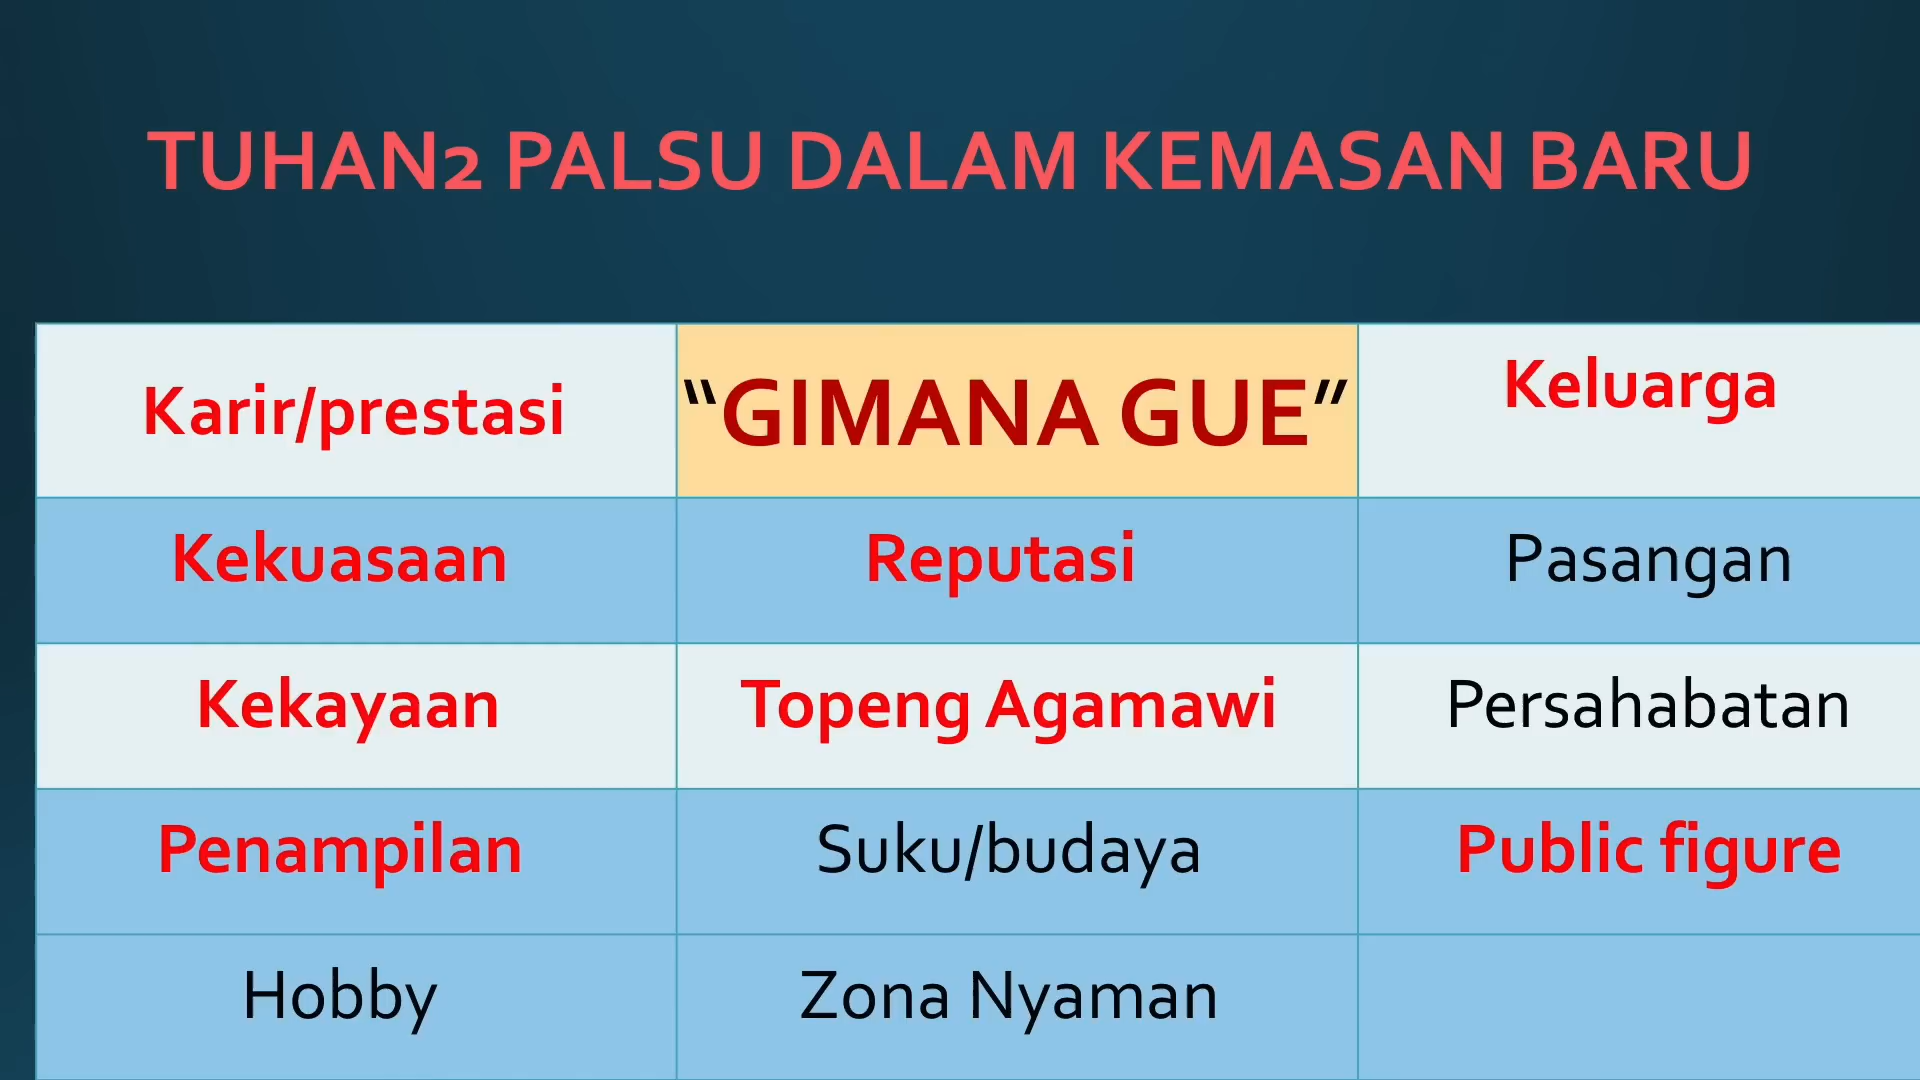 TUHAN2 PALSU DALAM KEMASAN BARU
Karir/prestasi
“GIMANA GUE”
Keluarga
Kekuasaan
Reputasi
Pasangan
Kekayaan
Topeng Agamawi
Persahabatan
Penampilan
Suku/budaya
Public figure
Hobby
Zona Nyaman